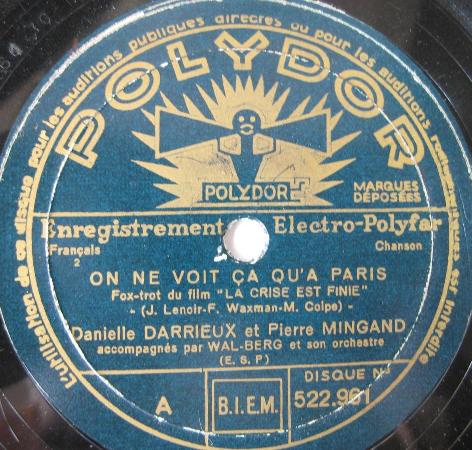 L'utilisation de ce disque pour les auditions publiques directes ou pour les auditions radiodiffusées est interdite
POLYDOR
POLYDOR
MARQUES
DÉPOSÉES
Enregistrement Electro-Polyfar
Français Chanson
2
ON NE VOIT ÇA QU'A PARIS
Fox-trot du film "LA CRISE EST FINIE"
- (J. Lenoir-F. Waxman-M. Colpe) -
Danielle DARRIEUX et Pierre MINGAND
accompagnés par WAL-BERG et son orchestre
(E. S. P)
DISQUE No
A B.I.E.M. 522.961